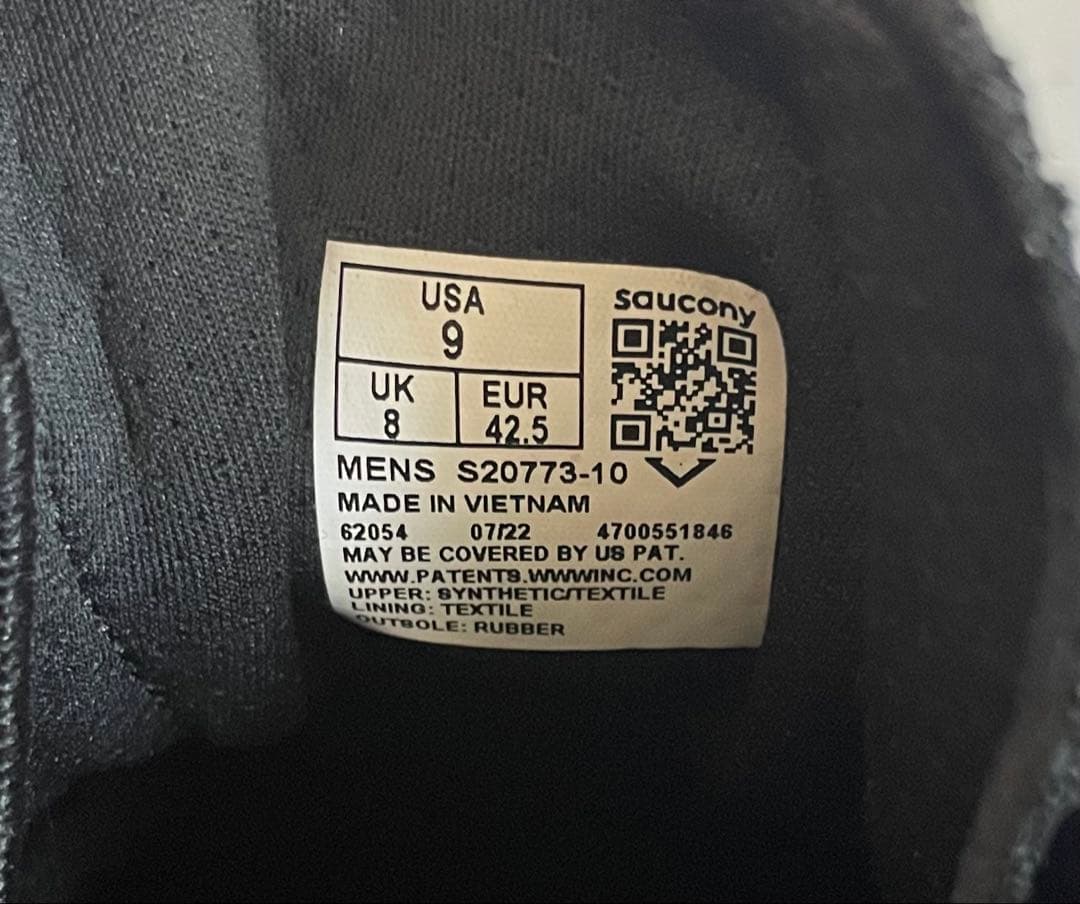 USA
9
UK
8
EUR
42.5
saucony
MENS S20773-10
MADE IN VIETNAM
62054 07/22 4700551846
MAY BE COVERED BY US PAT.
WWW.PATENTS.WWWINC.COM
UPPER: SYNTHETIC/TEXTILE
LINING: TEXTILE
OUTSOLE: RUBBER